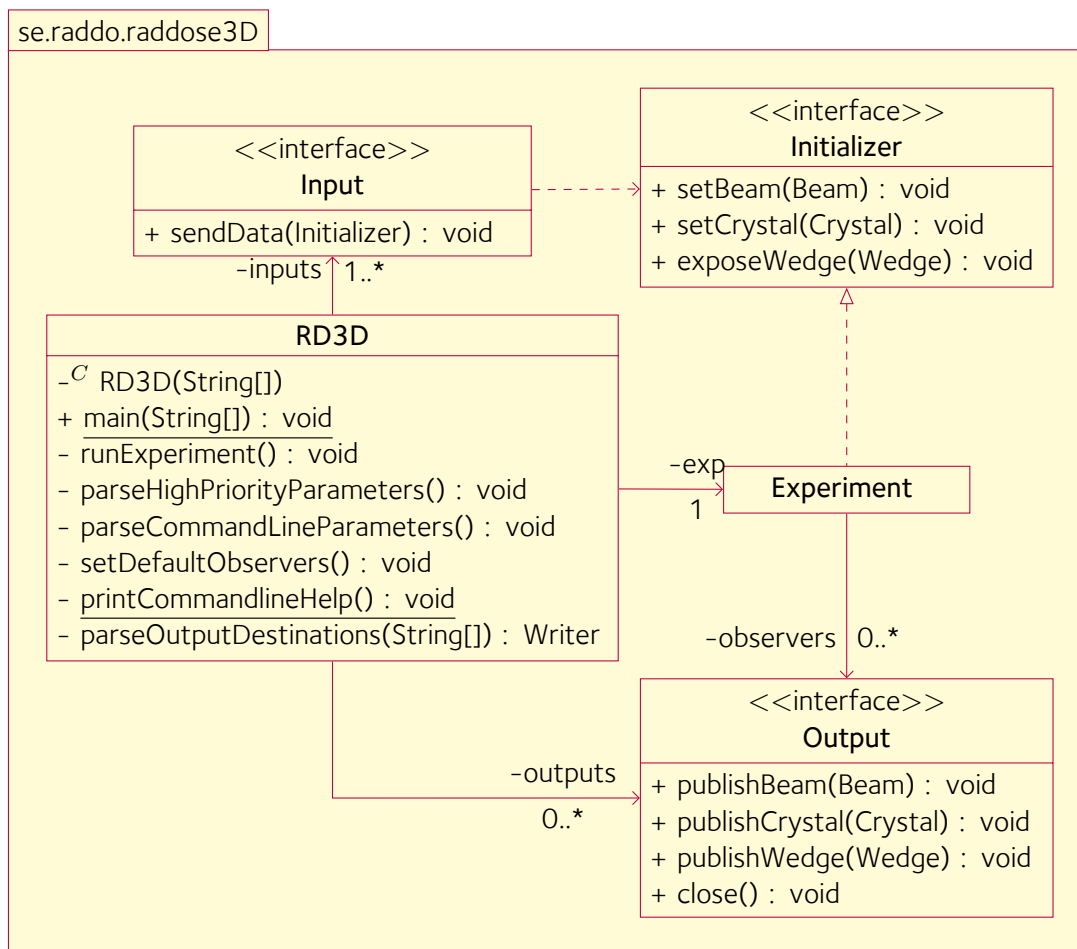 se.raddo.raddose3D
<<interface>>
Initializer
+ setBeam(Beam) : void
+ setCrystal(Crystal) : void
+ exposeWedge(Wedge) : void
<<interface>>
Input
+ sendData(Initializer) : void
-inputs 1..*
RD3D
-C RD3D(String[])
+ main(String[]) : void
- runExperiment() : void
- parseHighPriorityParameters() : void
- parseCommandLineParameters() : void
- setDefaultObservers() : void
- printCommandlineHelp() : void
- parseOutputDestinations(String[]) : Writer
-exp
1
Experiment
-observers 0..*
-outputs
0..*
<<interface>>
Output
+ publishBeam(Beam) : void
+ publishCrystal(Crystal) : void
+ publishWedge(Wedge) : void
+ close() : void